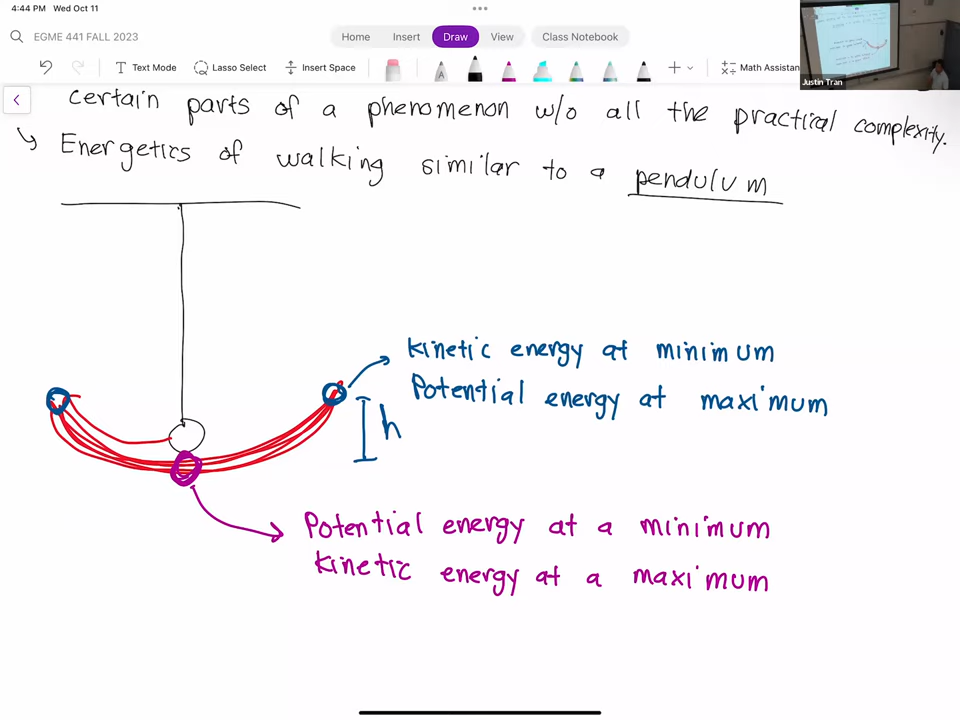 4:44 PM Wed Oct 11
EGME 441 FALL 2023
Home Insert Draw View Class Notebook
Text Mode Lasso Select Insert Space Math Assistan
Justin Tran
certain parts of a phenomenon w/o all the practical complexity.
Energetics of walking similar to a pendulum
kinetic energy at minimum
Potential energy at maximum
h
Potential energy at a minimum
kinetic energy at a maximum